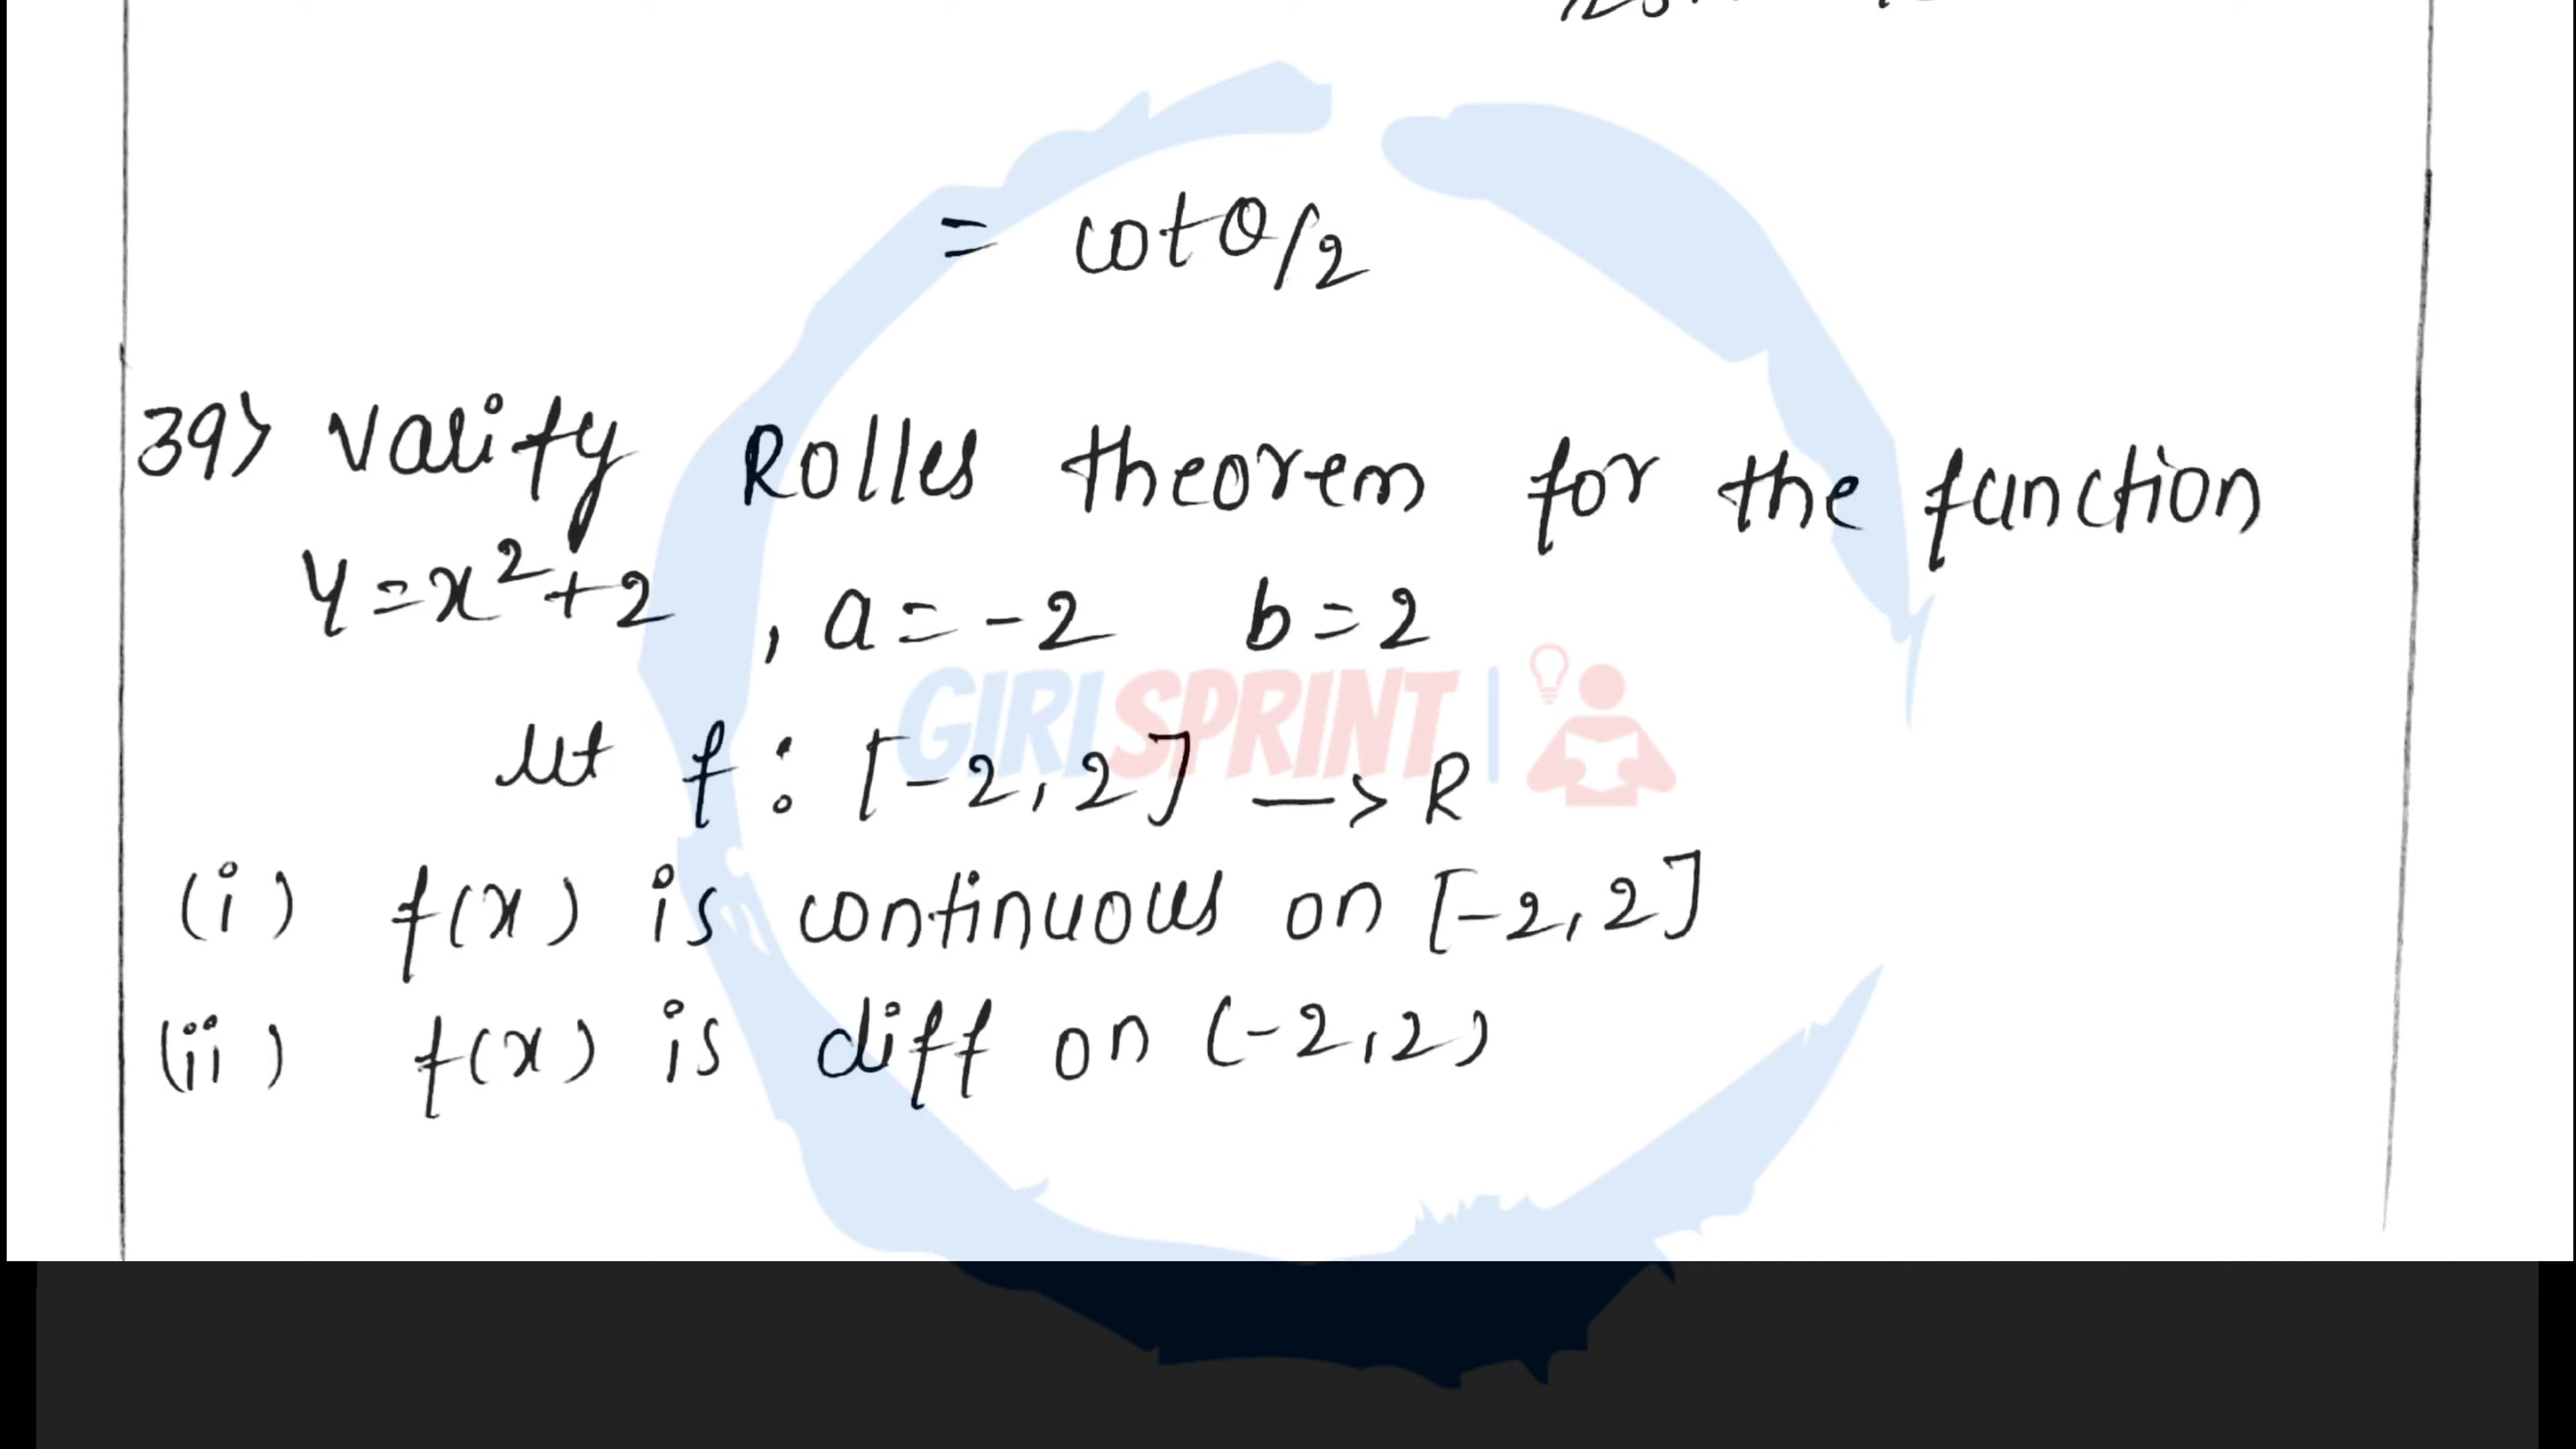 = cotθ/2
39) Varify Rolles theorem for the function
y=x²+2 , a=-2 b=2
GIRLSPRINT
let f : [-2,2] —> R
(i) f(x) is continuous on [-2,2]
(ii) f(x) is diff on (-2,2)